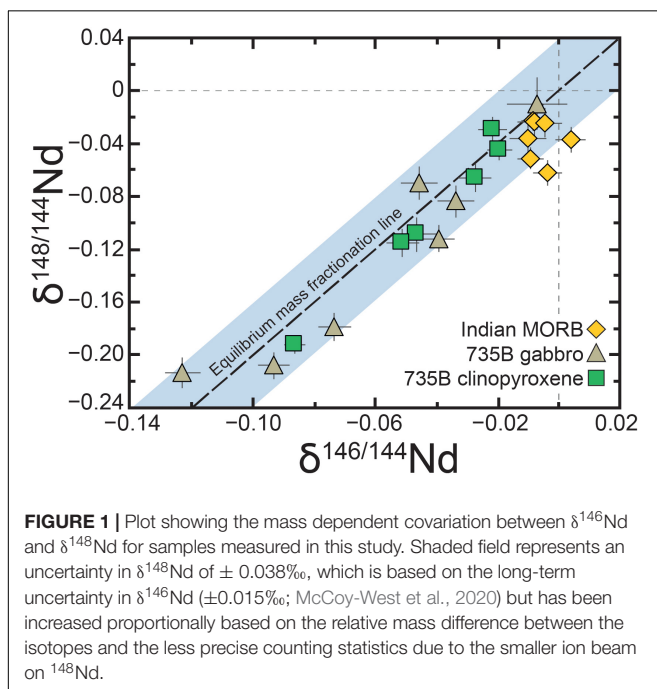 0.04
0
−0.04
−0.08
−0.12
−0.16
−0.20
−0.24
δ148/144Nd
Equilibrium mass fractionation line
Indian MORB
735B gabbro
735B clinopyroxene
−0.14
−0.10
−0.06
−0.02
0.02
δ146/144Nd
FIGURE 1 | Plot showing the mass dependent covariation between δ146Nd
and δ148Nd for samples measured in this study. Shaded field represents an
uncertainty in δ148Nd of ± 0.038‰, which is based on the long-term
uncertainty in δ146Nd (±0.015‰; McCoy-West et al., 2020) but has been
increased proportionally based on the relative mass difference between the
isotopes and the less precise counting statistics due to the smaller ion beam
on 148Nd.